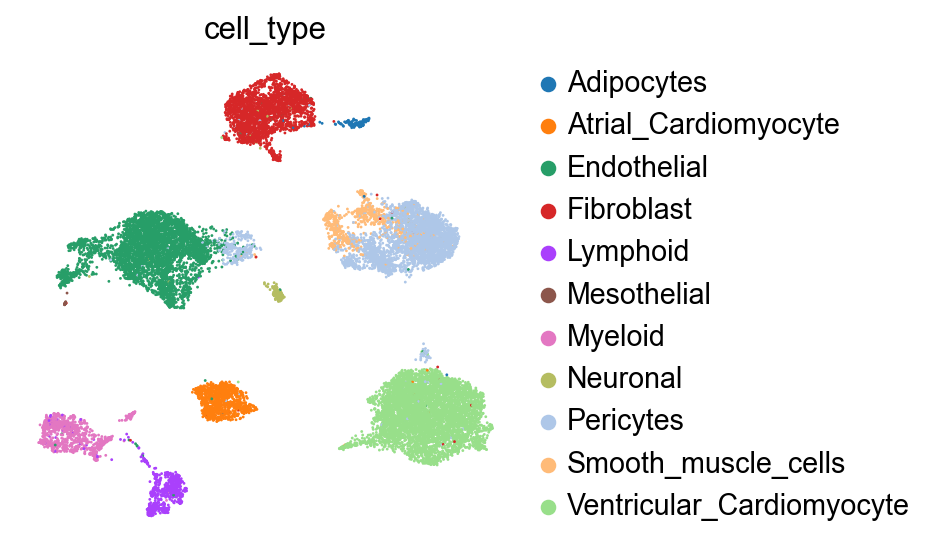 cell_type
Adipocytes
Atrial_Cardiomyocyte
Endothelial
Fibroblast
Lymphoid
Mesothelial
Myeloid
Neuronal
Pericytes
Smooth_muscle_cells
Ventricular_Cardiomyocyte